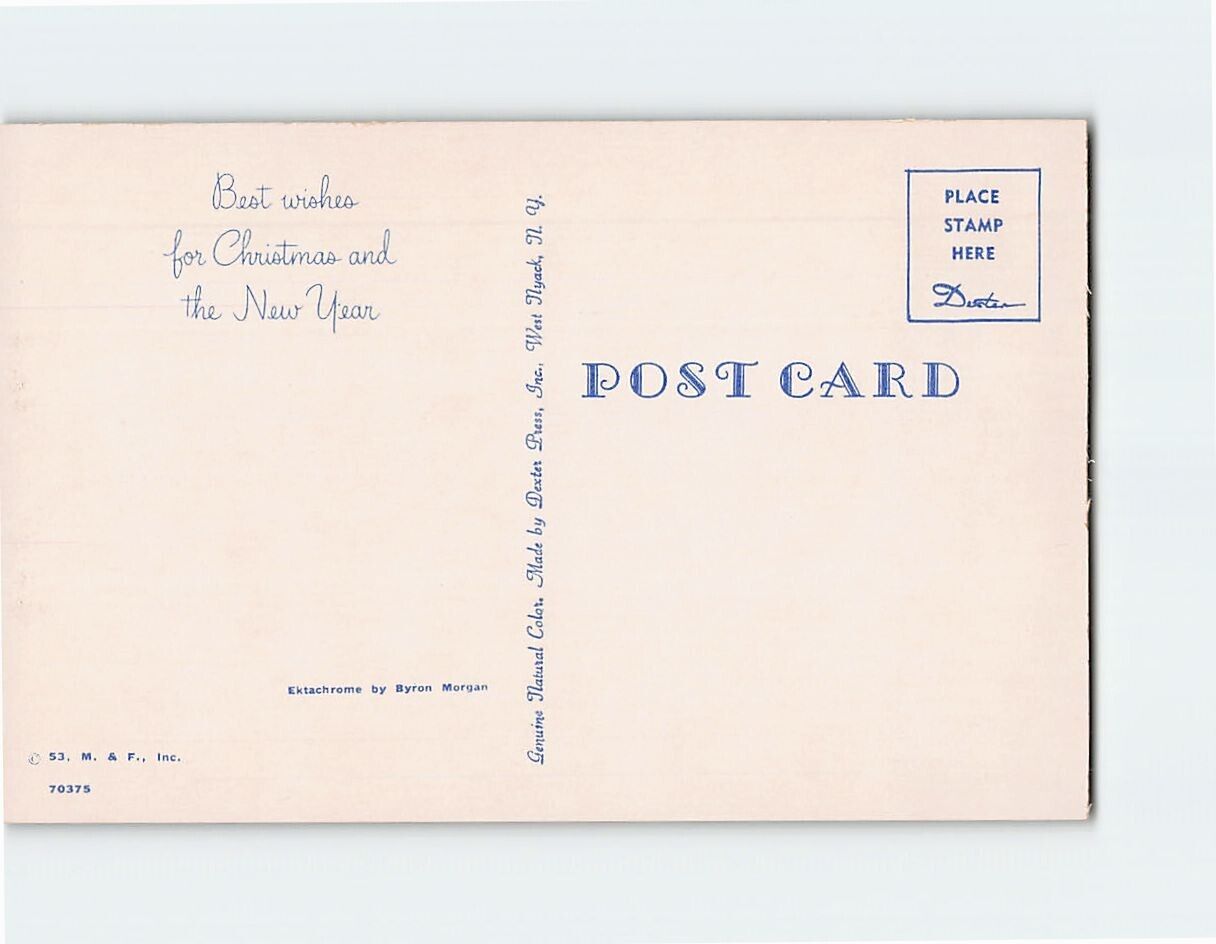 Best wishes
for Christmas and
the New Year
Ektachrome by Byron Morgan
© 53, M. & F., Inc.
70375
Genuine Natural Color. Made by Dexter Press, Inc., West Nyack, N. Y.
PLACE
STAMP
HERE
Dexter
POST CARD